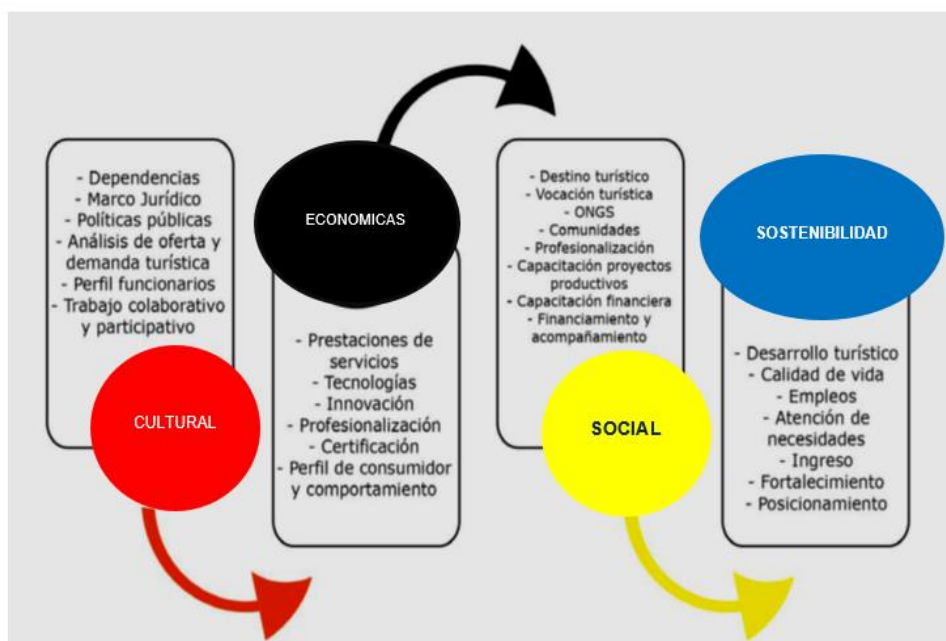 - Dependencias
- Marco Jurídico
- Políticas públicas
- Análisis de oferta y
demanda turística
- Perfil funcionarios
- Trabajo colaborativo
y participativo
CULTURAL
ECONOMICAS
- Prestaciones de
servicios
- Tecnologías
- Innovación
- Profesionalización
- Certificación
- Perfil de consumidor
y comportamiento
- Destino turístico
- Vocación turística
- ONGS
- Comunidades
- Profesionalización
- Capacitación proyectos
productivos
- Capacitación financiera
- Financiamiento y
acompañamiento
SOCIAL
SOSTENIBILIDAD
- Desarrollo turístico
- Calidad de vida
- Empleos
- Atención de
necesidades
- Ingreso
- Fortalecimiento
- Posicionamiento